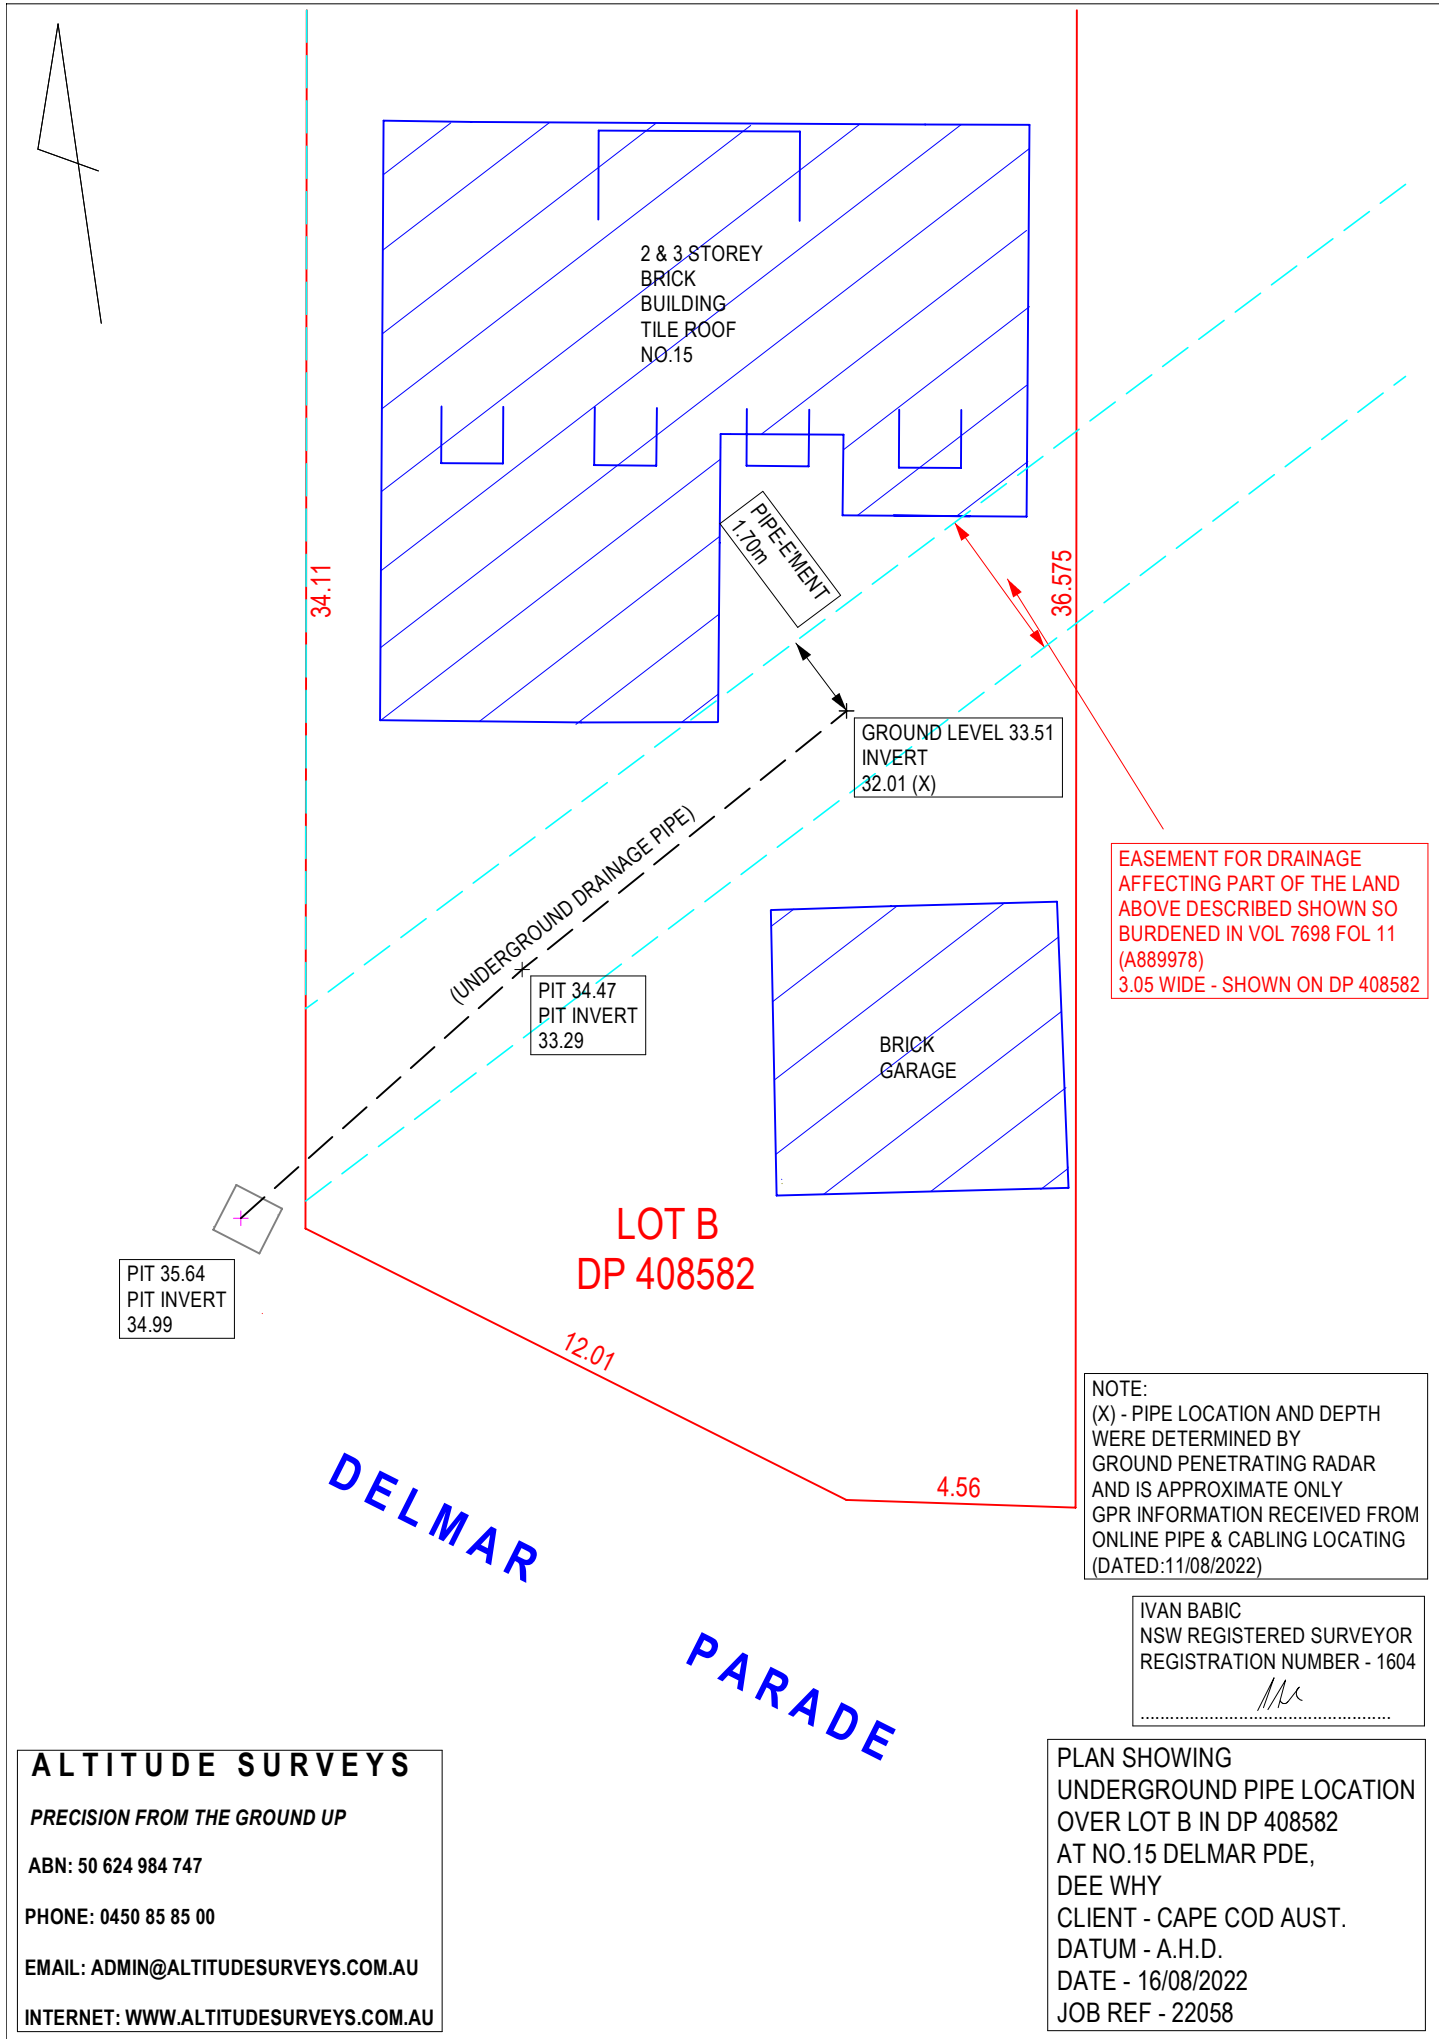 2 & 3 STOREY
BRICK
BUILDING
TILE ROOF
NO.15
PIPE-E'MENT
1.70m
34.11
36.575
GROUND LEVEL 33.51
INVERT
32.01 (X)
(UNDERGROUND DRAINAGE PIPE)
EASEMENT FOR DRAINAGE
AFFECTING PART OF THE LAND
ABOVE DESCRIBED SHOWN SO
BURDENED IN VOL 7698 FOL 11
(A889978)
3.05 WIDE - SHOWN ON DP 408582
PIT 34.47
PIT INVERT
33.29
BRICK
GARAGE
LOT B
DP 408582
PIT 35.64
PIT INVERT
34.99
12.01
4.56
NOTE:
(X) - PIPE LOCATION AND DEPTH
WERE DETERMINED BY
GROUND PENETRATING RADAR
AND IS APPROXIMATE ONLY
GPR INFORMATION RECEIVED FROM
ONLINE PIPE & CABLING LOCATING
(DATED:11/08/2022)
DELMAR
PARADE
IVAN BABIC
NSW REGISTERED SURVEYOR
REGISTRATION NUMBER - 1604
ALTITUDE SURVEYS
PRECISION FROM THE GROUND UP
ABN: 50 624 984 747
PHONE: 0450 85 85 00
EMAIL: ADMIN@ALTITUDESURVEYS.COM.AU
INTERNET: WWW.ALTITUDESURVEYS.COM.AU
PLAN SHOWING
UNDERGROUND PIPE LOCATION
OVER LOT B IN DP 408582
AT NO.15 DELMAR PDE,
DEE WHY
CLIENT - CAPE COD AUST.
DATUM - A.H.D.
DATE - 16/08/2022
JOB REF - 22058